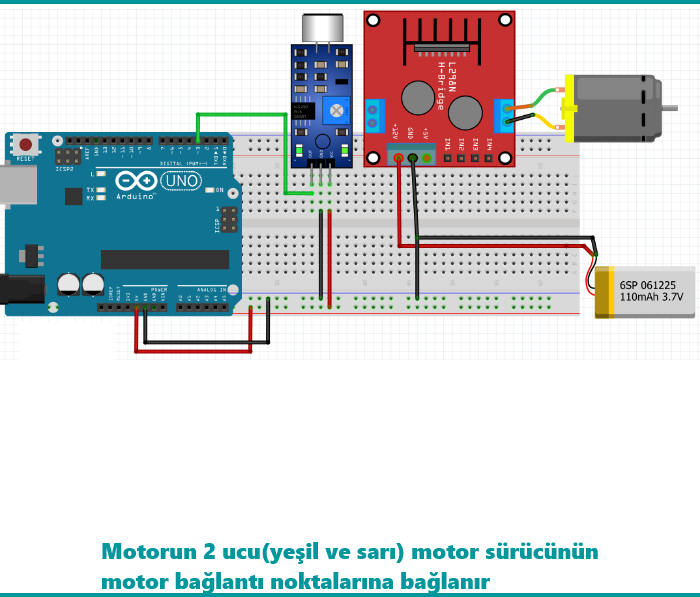 L298N
H-Bridge
+12V
GND
+5V
IN1
IN2
IN3
IN4
RESET
ICSP2
L
TX
RX
Arduino
UNO
ON
ICSP
DIGITAL (PWM~)
POWER
ANALOG IN
6SP 061225
110mAh 3.7V
Motorun 2 ucu(yeşil ve sarı) motor sürücünün
motor bağlantı noktalarına bağlanır